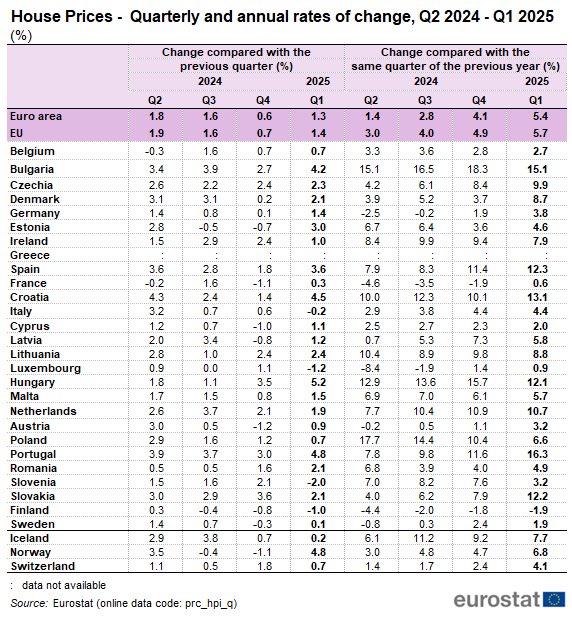 House Prices - Quarterly and annual rates of change, Q2 2024 - Q1 2025
(%)
Change compared with the previous quarter (%) Change compared with the same quarter of the previous year (%)
2024 2025 2024 2025
Q2 Q3 Q4 Q1 Q2 Q3 Q4 Q1
Euro area 1.8 1.6 0.6 1.3 1.4 2.8 4.1 5.4
EU 1.9 1.6 0.7 1.4 3.0 4.0 4.9 5.7
Belgium -0.3 1.6 0.7 0.7 3.3 3.6 2.8 2.7
Bulgaria 3.4 3.9 2.7 4.2 15.1 16.5 18.3 15.1
Czechia 2.6 2.2 2.4 2.3 4.2 6.1 8.4 9.9
Denmark 3.1 3.1 0.2 2.1 3.9 5.2 3.7 8.7
Germany 1.4 0.8 0.1 1.4 -2.5 -0.2 1.9 3.8
Estonia 2.8 -0.5 -0.7 3.0 6.7 6.4 3.6 4.6
Ireland 1.5 2.9 2.4 1.0 8.4 9.9 9.4 7.9
Greece : : : : : : : :
Spain 3.6 2.8 1.8 3.6 7.9 8.3 11.4 12.3
France -0.2 1.6 -1.1 0.3 -4.6 -3.5 -1.9 0.6
Croatia 4.3 2.4 1.4 4.5 10.0 12.3 10.1 13.1
Italy 3.2 0.7 0.6 -0.2 2.9 3.8 4.4 4.4
Cyprus 1.2 0.7 -1.0 1.1 2.5 2.7 2.3 2.0
Latvia 2.0 3.4 -0.8 1.2 0.7 5.3 7.3 5.8
Lithuania 2.8 1.0 2.4 2.4 10.4 8.9 9.8 8.8
Luxembourg 0.9 0.0 1.1 -1.2 -8.4 -1.9 1.4 0.9
Hungary 1.8 1.1 3.5 5.2 12.9 13.6 15.7 12.1
Malta 1.7 1.5 0.8 1.5 6.9 7.0 6.1 5.7
Netherlands 2.6 3.7 2.1 1.9 7.7 10.4 10.9 10.7
Austria 3.0 0.5 -1.2 0.9 -0.2 0.5 1.1 3.2
Poland 2.9 1.6 1.2 0.7 17.7 14.4 10.4 6.6
Portugal 3.9 3.7 3.0 4.8 7.8 9.8 11.6 16.3
Romania 0.5 0.5 1.6 2.1 6.8 3.9 4.0 4.9
Slovenia 1.5 1.6 2.1 -2.0 7.0 8.2 7.6 3.2
Slovakia 3.0 2.9 3.6 2.1 4.0 6.2 7.9 12.2
Finland 0.3 -0.4 -0.8 -1.0 -4.4 -2.0 -1.8 -1.9
Sweden 1.4 0.7 -0.3 0.1 -0.8 0.3 2.4 1.9
Iceland 2.9 3.8 0.7 0.2 6.1 11.2 9.2 7.7
Norway 3.5 -0.4 -1.1 4.8 3.0 4.8 4.7 6.8
Switzerland 1.1 0.5 1.8 0.7 1.4 1.7 2.4 4.1
: data not available
Source: Eurostat (online data code: prc_hpi_q)
eurostat